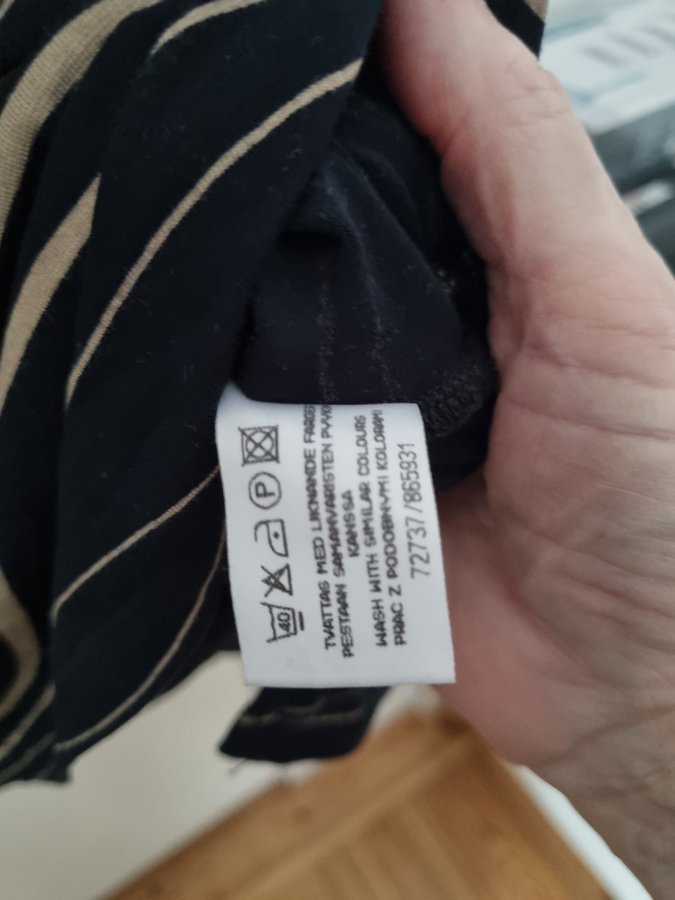 40 P
TVÄTTAS MED LIKNANDE
PESTÄÄN SAMANVÄRISTEN
KANSSA
WASH WITH SIMILAR COLOURS
PRAĆ Z PODOBNYMI KOLORAMI
72737/865931